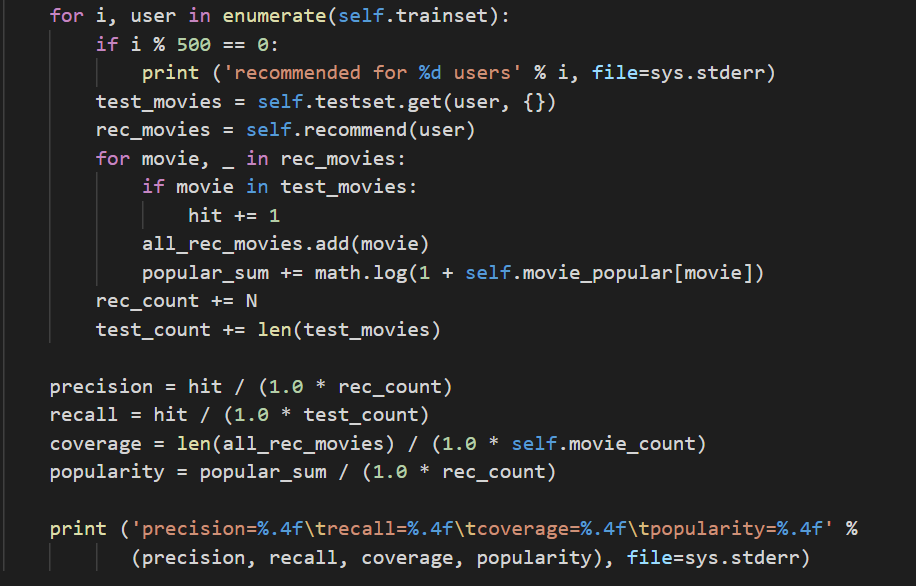 for i, user in enumerate(self.trainset):
    if i % 500 == 0:
        print ('recommended for %d users' % i, file=sys.stderr)
    test_movies = self.testset.get(user, {})
    rec_movies = self.recommend(user)
    for movie, _ in rec_movies:
        if movie in test_movies:
            hit += 1
        all_rec_movies.add(movie)
        popular_sum += math.log(1 + self.movie_popular[movie])
    rec_count += N
    test_count += len(test_movies)

precision = hit / (1.0 * rec_count)
recall = hit / (1.0 * test_count)
coverage = len(all_rec_movies) / (1.0 * self.movie_count)
popularity = popular_sum / (1.0 * rec_count)

print ('precision=%.4f\trecall=%.4f\tcoverage=%.4f\tpopularity=%.4f' %
       (precision, recall, coverage, popularity), file=sys.stderr)